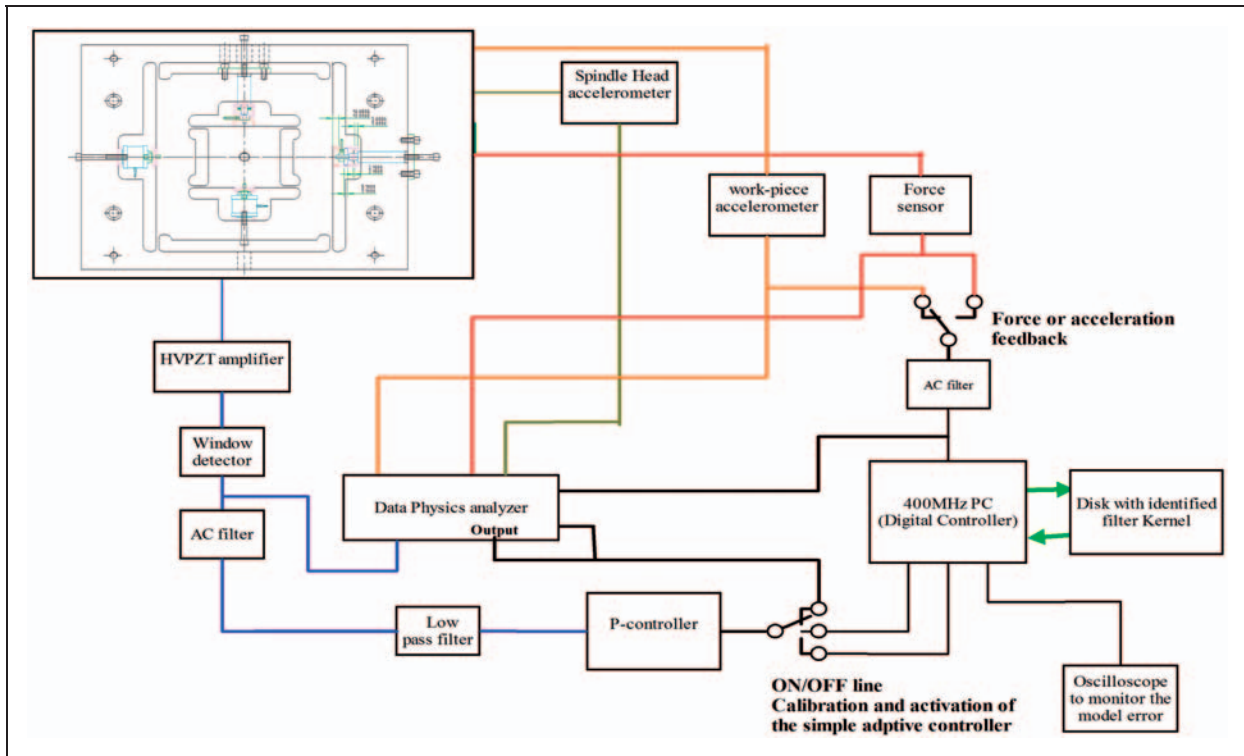 Spindle Head
accelerometer
work-piece
accelerometer
Force
sensor
Force or acceleration
feedback
HVPZT amplifier
AC filter
Window
detector
Data Physics analyzer
Output
400MHz PC
(Digital Controller)
Disk with identified
filter Kernel
AC filter
Low
pass filter
P-controller
ON/OFF line
Calibration and activation of
the simple adptive controller
Oscilloscope
to monitor the
model error